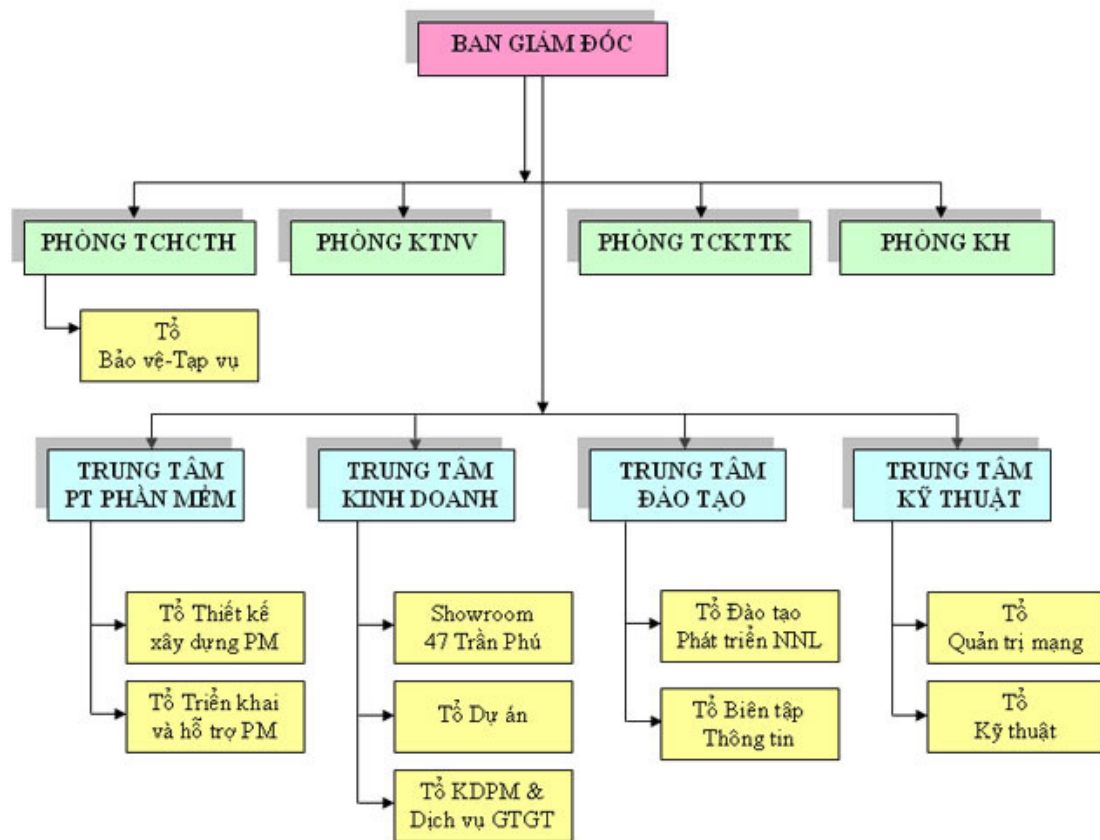 BAN GIÁM ĐỐC
PHÒNG TCHCTH
PHÒNG KTNV
PHÒNG TCKTTK
PHÒNG KH
Tổ
Bảo vệ-Tạp vụ
TRUNG TÂM
PT PHẦN MỀM
TRUNG TÂM
KINH DOANH
TRUNG TÂM
ĐÀO TẠO
TRUNG TÂM
KỸ THUẬT
Tổ Thiết kế
xây dựng PM
Tổ Triển khai
và hỗ trợ PM
Showroom
47 Trần Phú
Tổ Dự án
Tổ KDPM &
Dịch vụ GTGT
Tổ Đào tạo
Phát triển NNL
Tổ Biên tập
Thông tin
Tổ
Quản trị mạng
Tổ
Kỹ thuật